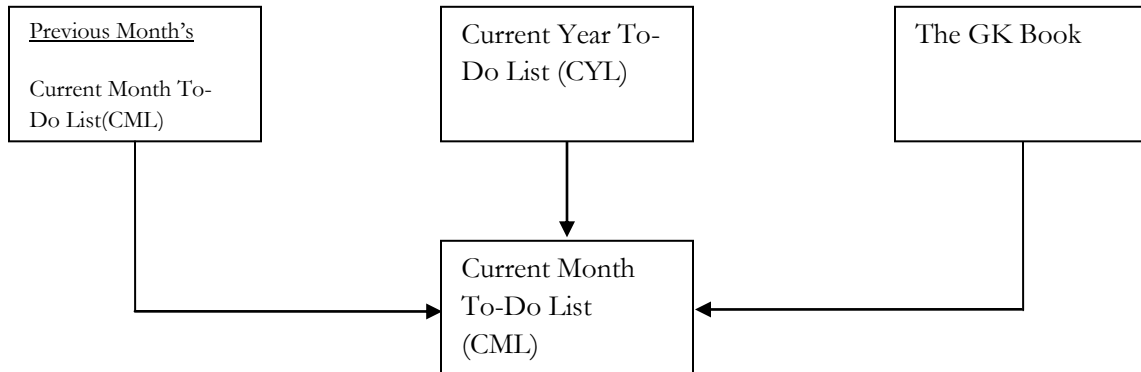 Previous Month's
Current Month To-
Do List(CML)
Current Year To-
Do List (CYL)
The GK Book
Current Month
To-Do List
(CML)